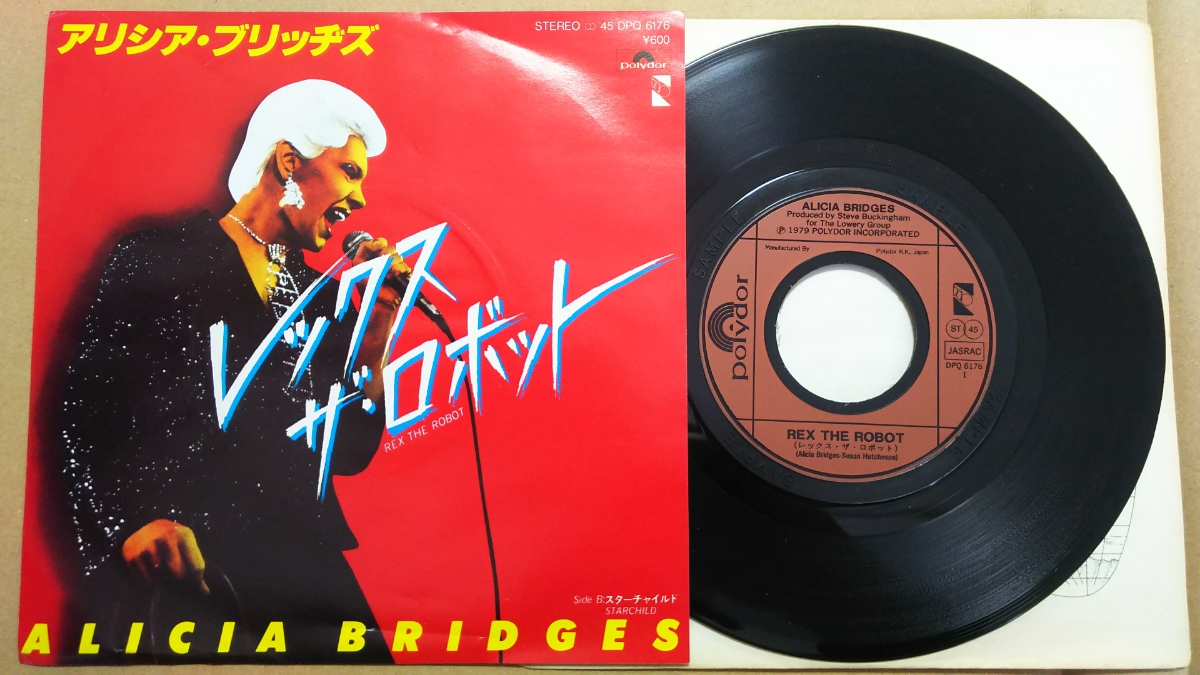 アリシア・ブリッヂズ
STEREO ∞ 45 DPQ 6176
¥600
polydor
レックス
ザ・ロボット
REX THE ROBOT
Side B:スターチャイルド
STARCHILD
ALICIA BRIDGES
SAMPLE
SAMPLE
SAMPLE
SAMPLE
ALICIA BRIDGES
Produced by Steve Buckingham
for The Lowery Group
Ⓟ 1979 POLYDOR INCORPORATED
Manufactured By
Polydor K.K., Japan
polydor
ST 45
JASRAC
DPQ 6176
1
REX THE ROBOT
(レックス・ザ・ロボット)
(Alicia Bridges-Susan Hutcheson)